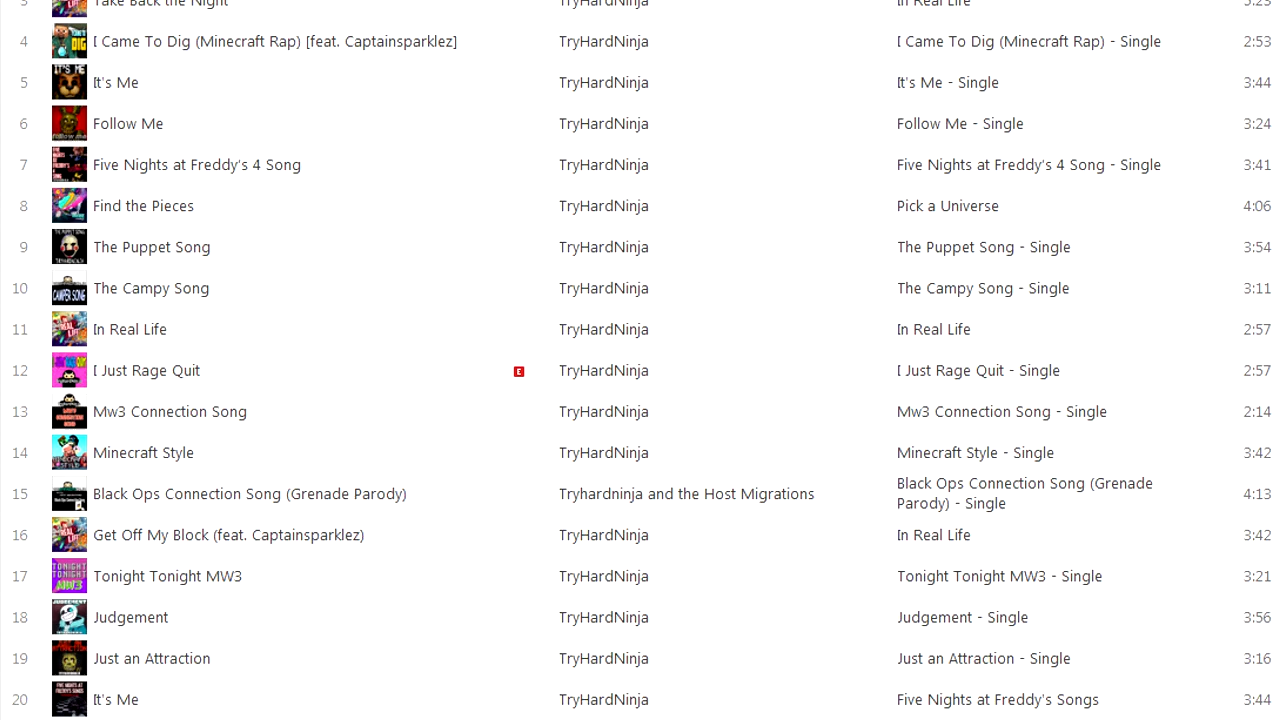 3 Take Back the Night TryHardNinja In Real Life 5:23
4 I Came To Dig (Minecraft Rap) [feat. Captainsparklez] TryHardNinja I Came To Dig (Minecraft Rap) - Single 2:53
5 It's Me TryHardNinja It's Me - Single 3:44
6 Follow Me TryHardNinja Follow Me - Single 3:24
7 Five Nights at Freddy's 4 Song TryHardNinja Five Nights at Freddy's 4 Song - Single 3:41
8 Find the Pieces TryHardNinja Pick a Universe 4:06
9 The Puppet Song TryHardNinja The Puppet Song - Single 3:54
10 The Campy Song TryHardNinja The Campy Song - Single 3:11
11 In Real Life TryHardNinja In Real Life 2:57
12 I Just Rage Quit E TryHardNinja I Just Rage Quit - Single 2:57
13 Mw3 Connection Song TryHardNinja Mw3 Connection Song - Single 2:14
14 Minecraft Style TryHardNinja Minecraft Style - Single 3:42
15 Black Ops Connection Song (Grenade Parody) Tryhardninja and the Host Migrations Black Ops Connection Song (Grenade
Parody) - Single 4:13
16 Get Off My Block (feat. Captainsparklez) TryHardNinja In Real Life 3:42
17 Tonight Tonight MW3 TryHardNinja Tonight Tonight MW3 - Single 3:21
18 Judgement TryHardNinja Judgement - Single 3:56
19 Just an Attraction TryHardNinja Just an Attraction - Single 3:16
20 It's Me TryHardNinja Five Nights at Freddy's Songs 3:44